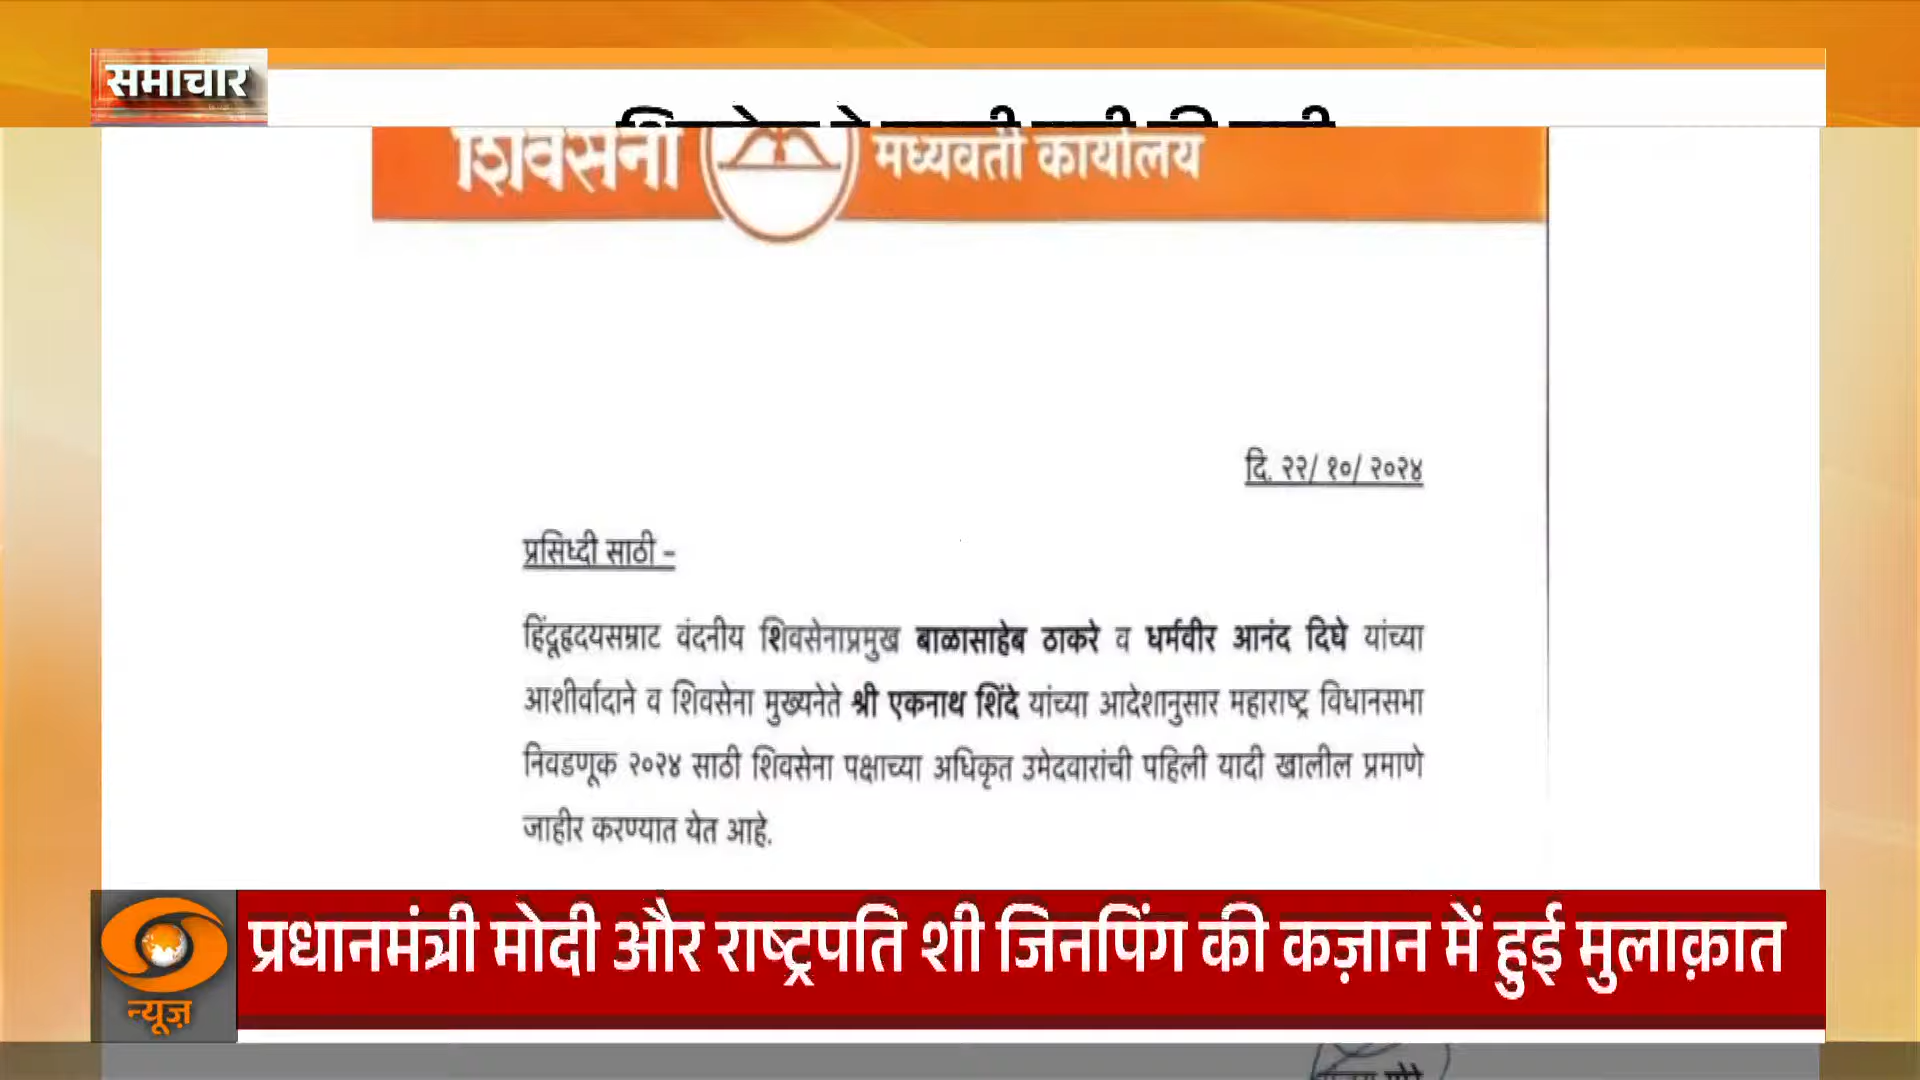 समाचार
शिवसेना मध्यवर्ती कार्यालय
दि. २२/ १०/ २०२४
प्रसिध्दी साठी -
हिंदूहृदयसम्राट वंदनीय शिवसेनाप्रमुख बाळासाहेब ठाकरे व धर्मवीर आनंद दिघे यांच्या
आशीर्वादाने व शिवसेना मुख्यनेते श्री एकनाथ शिंदे यांच्या आदेशानुसार महाराष्ट्र विधानसभा
निवडणूक २०२४ साठी शिवसेना पक्षाच्या अधिकृत उमेदवारांची पहिली यादी खालील प्रमाणे
जाहीर करण्यात येत आहे.
प्रधानमंत्री मोदी और राष्ट्रपति शी जिनपिंग की कज़ान में हुई मुलाक़ात
न्यूज़